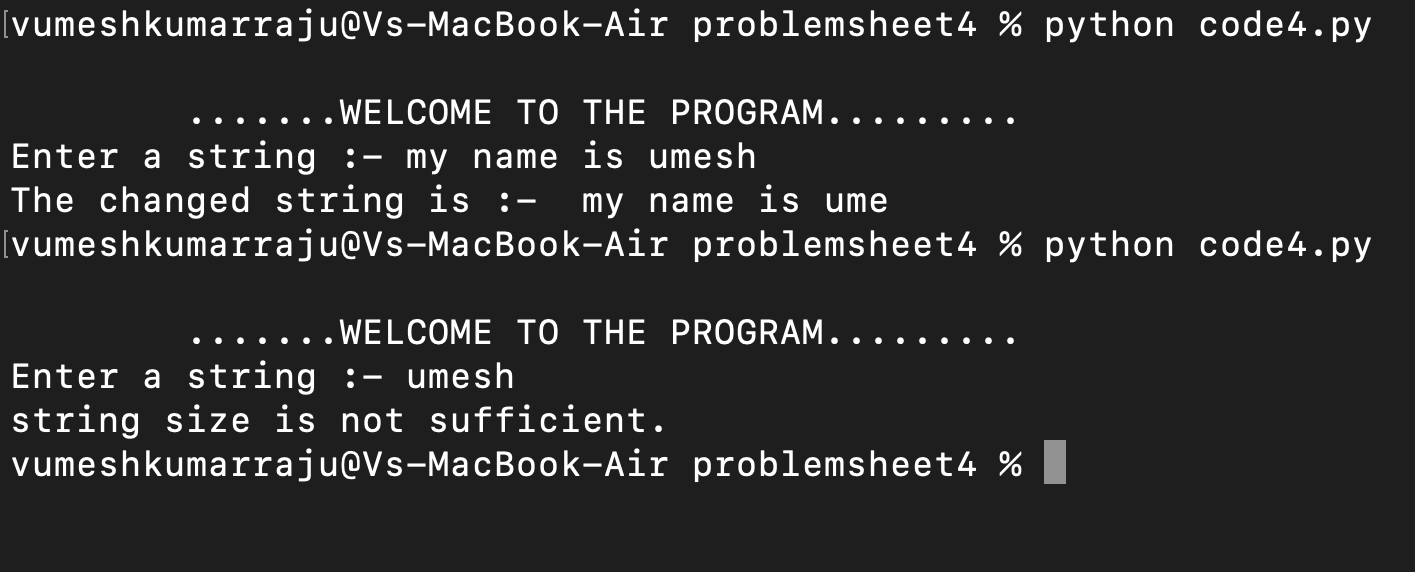 [vumeshkumarraju@Vs-MacBook-Air problemsheet4 % python code4.py
.......WELCOME TO THE PROGRAM.........
Enter a string :- my name is umesh
The changed string is :-  my name is ume
[vumeshkumarraju@Vs-MacBook-Air problemsheet4 % python code4.py
.......WELCOME TO THE PROGRAM.........
Enter a string :- umesh
string size is not sufficient.
vumeshkumarraju@Vs-MacBook-Air problemsheet4 %